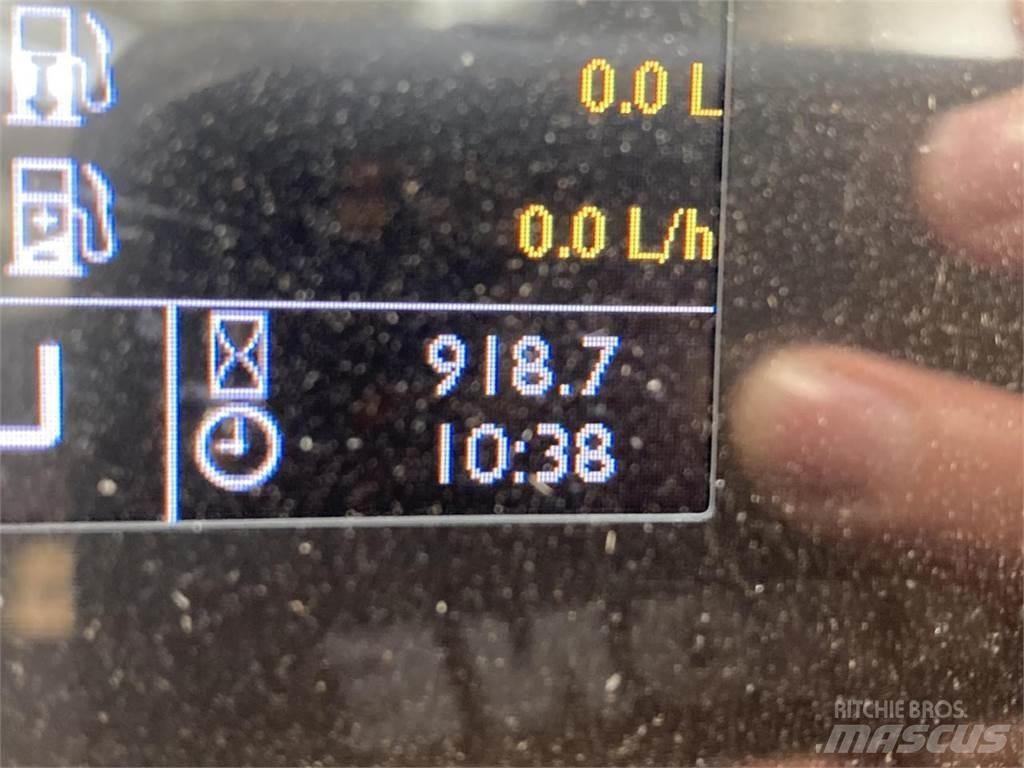 0.0 L
0.0 L/h
918.7
10:38
RITCHIE BROS.
MASCUS